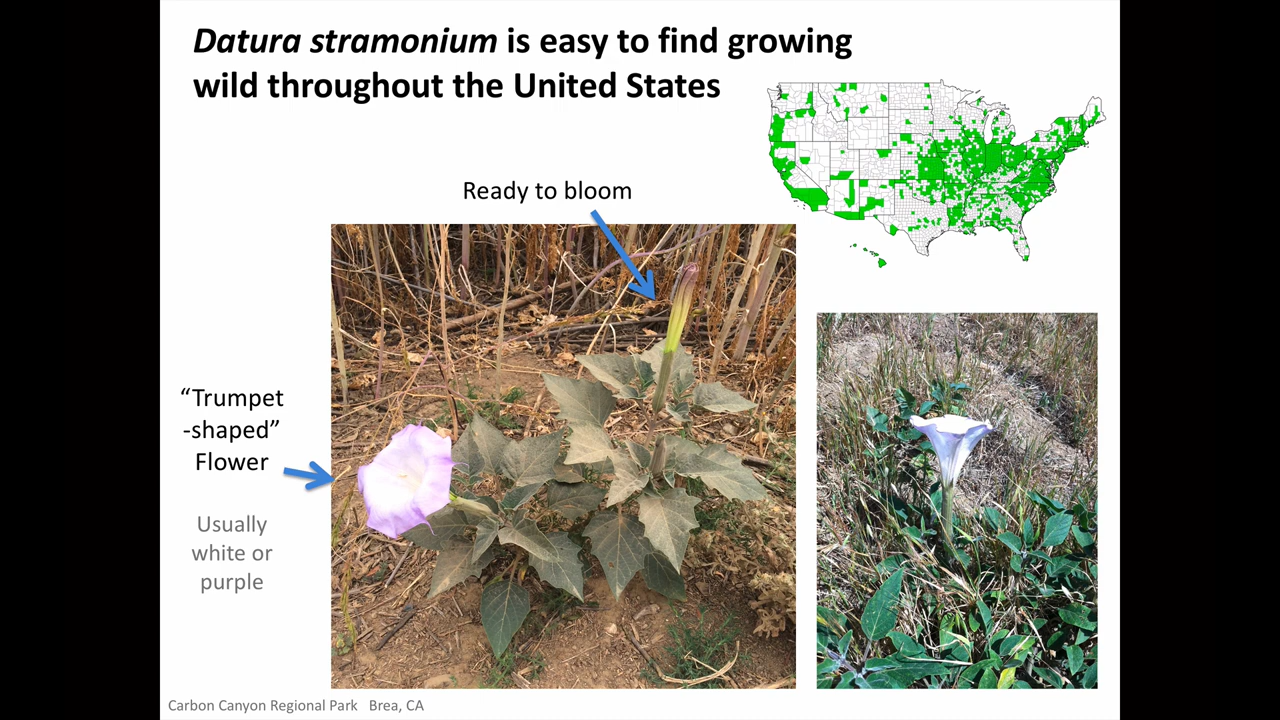 Datura stramonium is easy to find growing
wild throughout the United States
Ready to bloom
“Trumpet
-shaped”
Flower
Usually
white or
purple
Carbon Canyon Regional Park Brea, CA